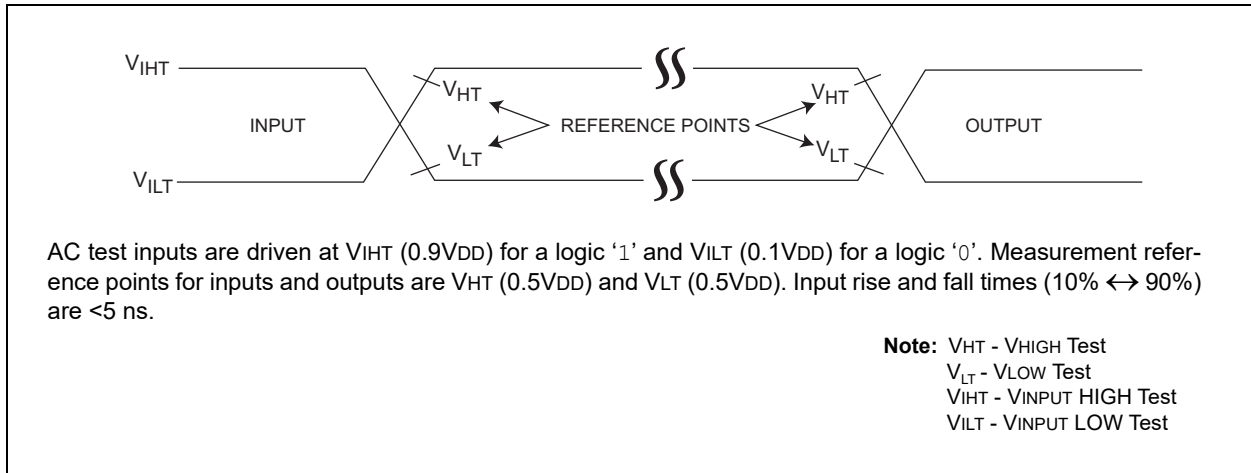 VIHT
VHT
VHT
INPUT
REFERENCE POINTS
OUTPUT
VLT
VLT
VILT
AC test inputs are driven at VIHT (0.9VDD) for a logic ‘1’ and VILT (0.1VDD) for a logic ‘0’. Measurement refer-
ence points for inputs and outputs are VHT (0.5VDD) and VLT (0.5VDD). Input rise and fall times (10% ↔ 90%)
are <5 ns.
Note: VHT - VHIGH Test
VLT - VLOW Test
VIHT - VINPUT HIGH Test
VILT - VINPUT LOW Test